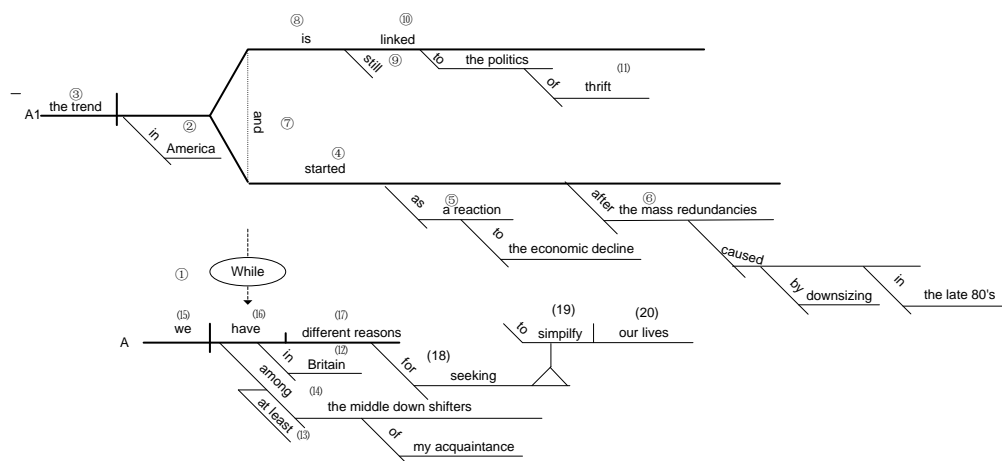 ⑧ ⑩
is linked
still ⑨ to the politics
of thrift ⑾
③
the trend
A1
② in America
and ⑦
④
started
as ⑤ a reaction
after ⑥ the mass redundancies
to the economic decline
caused
by downsizing
in the late 80's
① While
⒂ ⒃ ⒄ (19) (20)
A we have different reasons to simpilfy our lives
in ⑿ Britain
for (18) seeking
among ⒁ the middle down shifters
at least ⒀
of my acquaintance